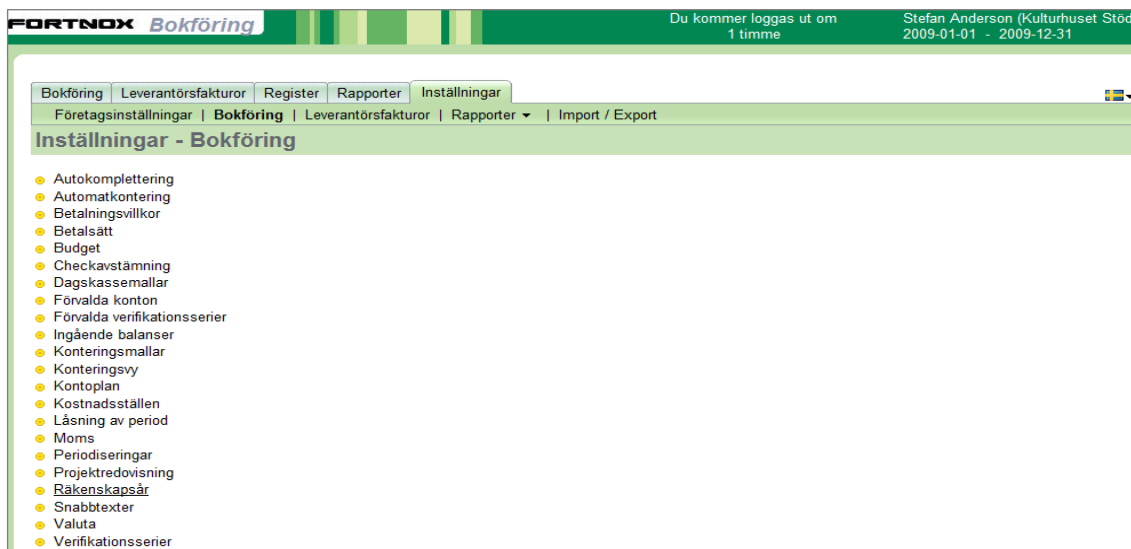 FORTNOX Bokföring
Du kommer loggas ut om
1 timme
Stefan Anderson (Kulturhuset Stöd
2009-01-01 - 2009-12-31
Bokföring Leverantörsfakturor Register Rapporter Inställningar
Företagsinställningar | Bokföring | Leverantörsfakturor | Rapporter | Import / Export
Inställningar - Bokföring
Autokomplettering
Automatkontering
Betalningsvillkor
Betalsätt
Budget
Checkavstämning
Dagskassemallar
Förvalda konton
Förvalda verifikationsserier
Ingående balanser
Konteringsmallar
Konteringsvy
Kontoplan
Kostnadsställen
Låsning av period
Moms
Periodiseringar
Projektredovisning
Räkenskapsår
Snabbtexter
Valuta
Verifikationsserier